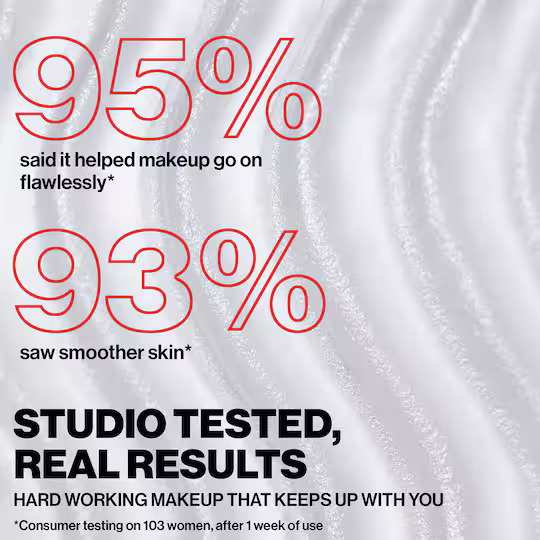 95%
said it helped makeup go on
flawlessly*
93%
saw smoother skin*
STUDIO TESTED,
REAL RESULTS
HARD WORKING MAKEUP THAT KEEPS UP WITH YOU
*Consumer testing on 103 women, after 1 week of use